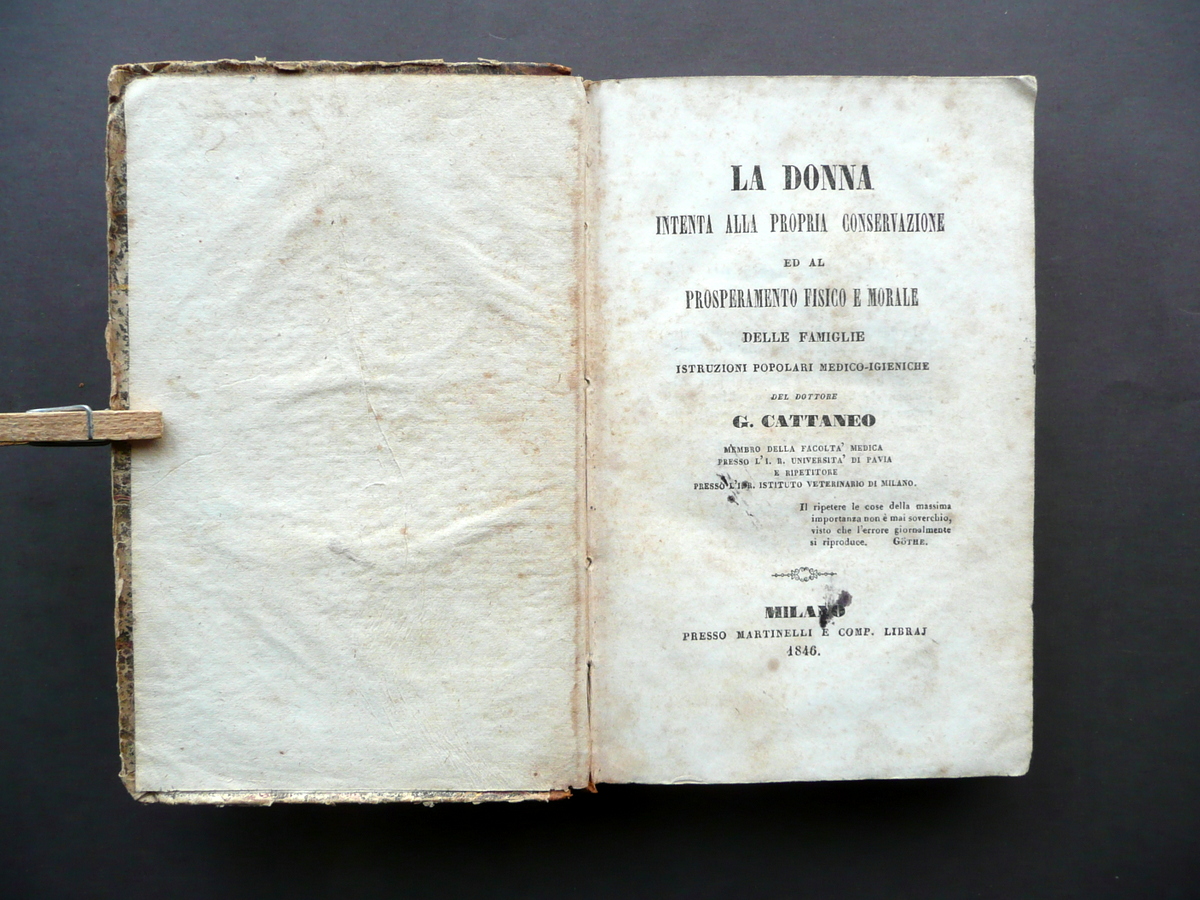 LA DONNA
INTENTA ALLA PROPRIA CONSERVAZIONE
ED AL
PROSPERAMENTO FISICO E MORALE
DELLE FAMIGLIE
ISTRUZIONI POPOLARI MEDICO-IGIENICHE
DEL DOTTORE
G. CATTANEO
MEMBRO DELLA FACOLTA' MEDICA
PRESSO L'I. R. UNIVERSITA' DI PAVIA
E RIPETITORE
PRESSO L'I. R. ISTITUTO VETERINARIO DI MILANO.
Il ripetere le cose della massima
importanza non è mai soverchio,
visto che l'errore giornalmente
si riproduce. GÖTHE.
MILANO
PRESSO MARTINELLI E COMP. LIBRAJ
1846.